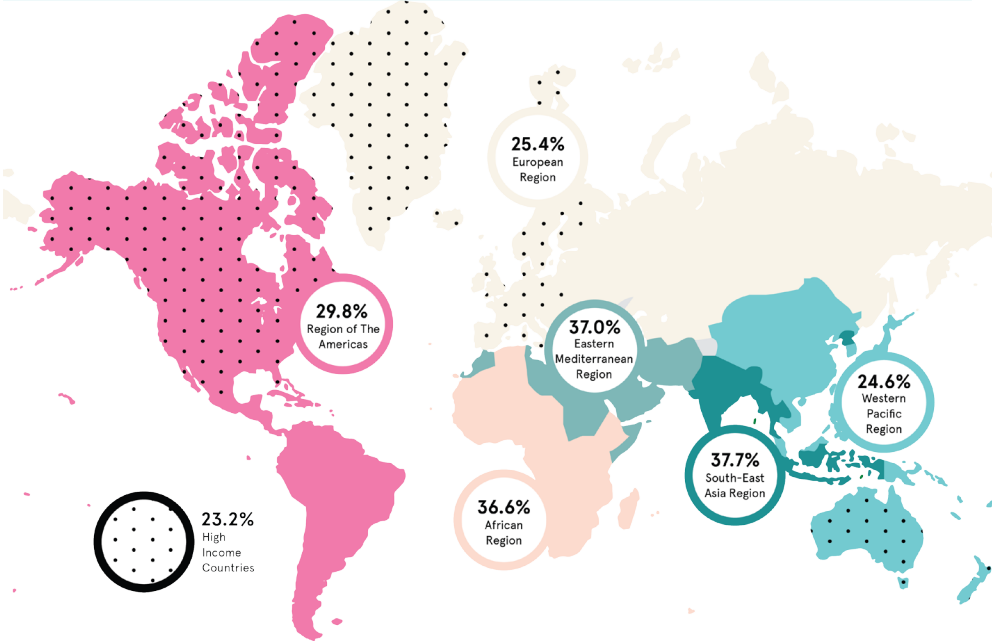 25.4%
European
Region
29.8%
Region of The
Americas
37.0%
Eastern
Mediterranean
Region
24.6%
Western
Pacific
Region
37.7%
South-East
Asia Region
36.6%
African
Region
23.2%
High
Income
Countries